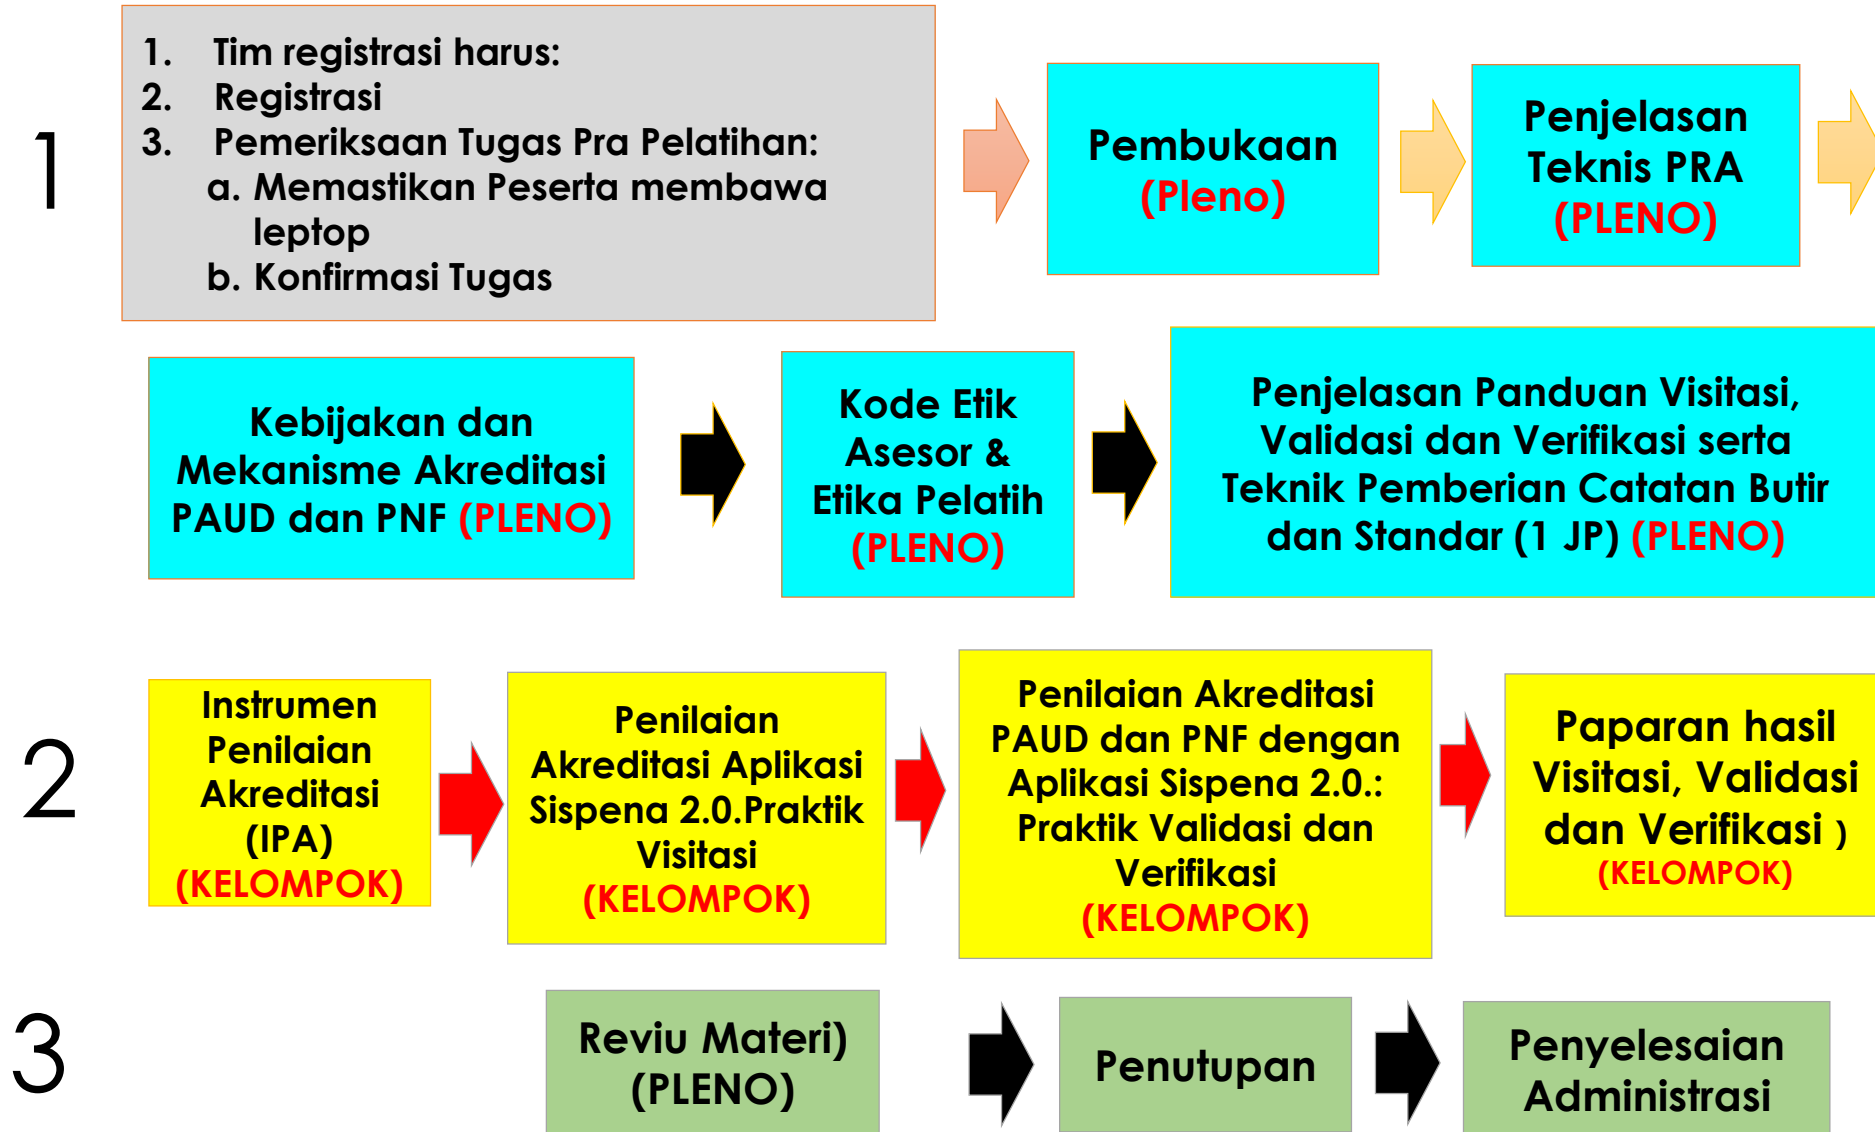 1
1. Tim registrasi harus:
2. Registrasi
3. Pemeriksaan Tugas Pra Pelatihan:
a. Memastikan Peserta membawa
leptop
b. Konfirmasi Tugas
Pembukaan
(Pleno)
Penjelasan
Teknis PRA
(PLENO)
Kebijakan dan
Mekanisme Akreditasi
PAUD dan PNF (PLENO)
Kode Etik
Asesor &
Etika Pelatih
(PLENO)
Penjelasan Panduan Visitasi,
Validasi dan Verifikasi serta
Teknik Pemberian Catatan Butir
dan Standar (1 JP) (PLENO)
2
Instrumen
Penilaian
Akreditasi
(IPA)
(KELOMPOK)
Penilaian
Akreditasi Aplikasi
Sispena 2.0.Praktik
Visitasi
(KELOMPOK)
Penilaian Akreditasi
PAUD dan PNF dengan
Aplikasi Sispena 2.0.:
Praktik Validasi dan
Verifikasi
(KELOMPOK)
Paparan hasil
Visitasi, Validasi
dan Verifikasi )
(KELOMPOK)
3
Reviu Materi)
(PLENO)
Penutupan
Penyelesaian
Administrasi